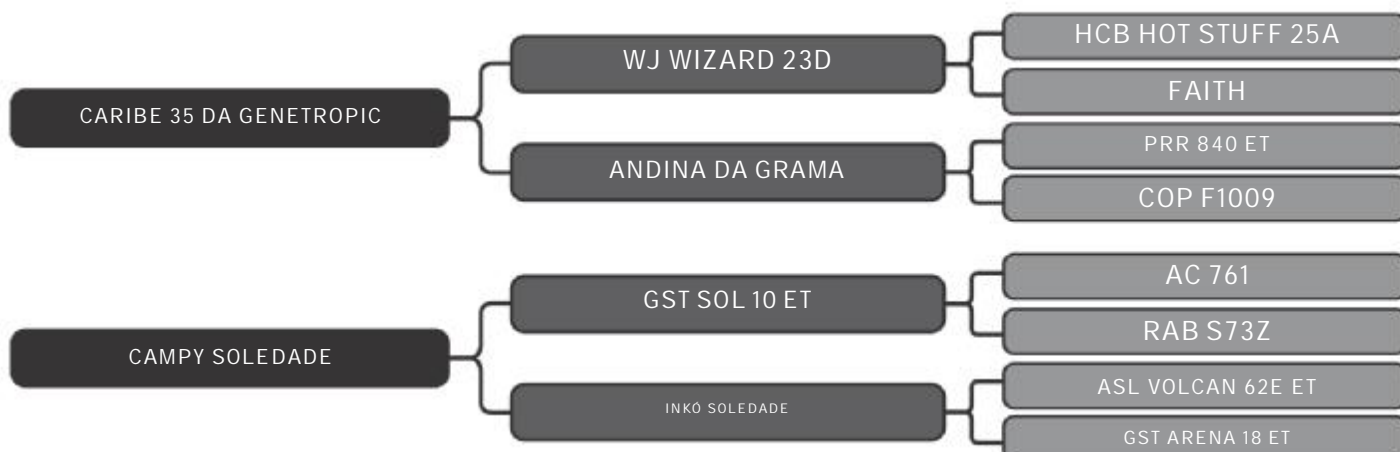 CARIBE 35 DA GENETROPIC
WJ WIZARD 23D
HCB HOT STUFF 25A
FAITH
ANDINA DA GRAMA
PRR 840 ET
COP F1009
CAMPY SOLEDADE
GST SOL 10 ET
AC 761
RAB S73Z
INKÓ SOLEDADE
ASL VOLCAN 62E ET
GST ARENA 18 ET